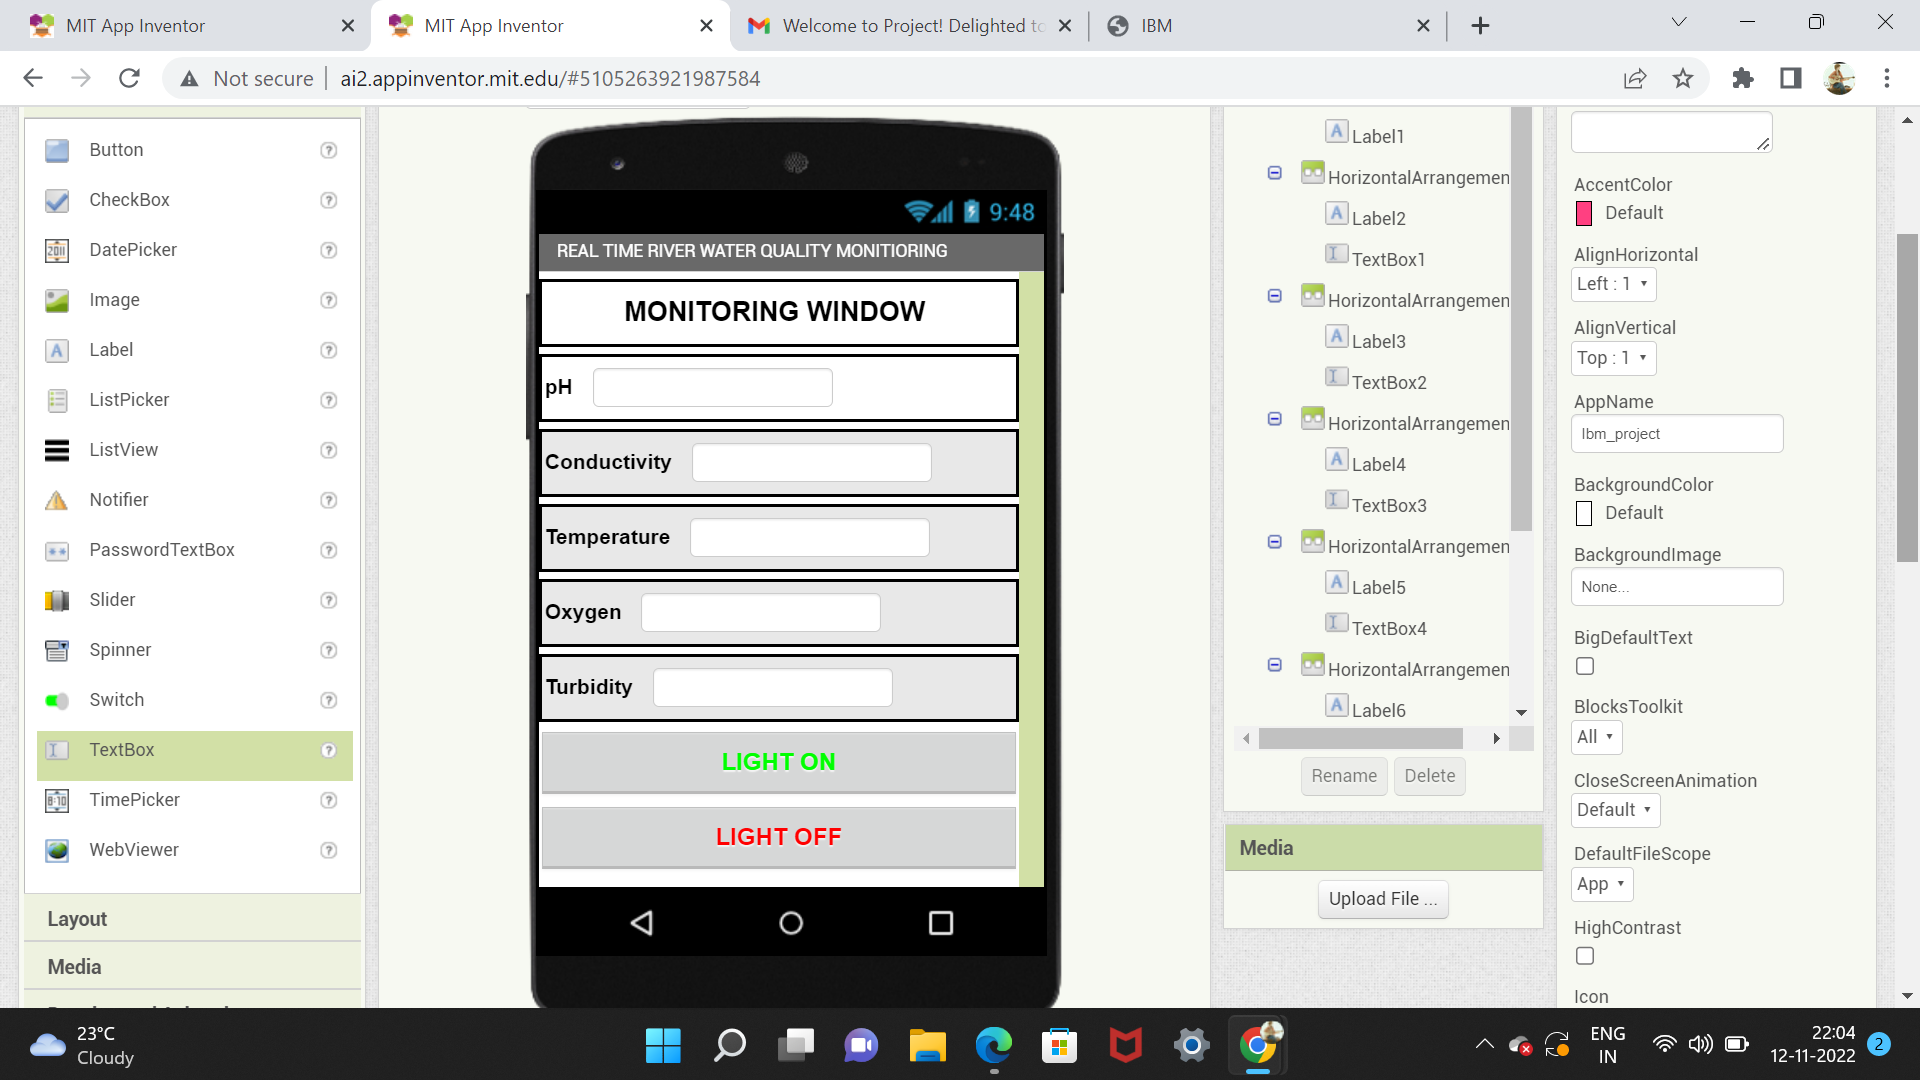 MIT App Inventor
MIT App Inventor
Welcome to Project! Delighted to
IBM
Not secure
ai2.appinventor.mit.edu/#5105263921987584
Button
CheckBox
DatePicker
Image
Label
ListPicker
ListView
Notifier
PasswordTextBox
Slider
Spinner
Switch
TextBox
TimePicker
WebViewer
Layout
Media
9:48
REAL TIME RIVER WATER QUALITY MONITIORING
MONITORING WINDOW
pH
Conductivity
Temperature
Oxygen
Turbidity
LIGHT ON
LIGHT OFF
Label1
HorizontalArrangemen
Label2
TextBox1
HorizontalArrangemen
Label3
TextBox2
HorizontalArrangemen
Label4
TextBox3
HorizontalArrangemen
Label5
TextBox4
HorizontalArrangemen
Label6
Rename
Delete
Media
Upload File ...
AccentColor
Default
AlignHorizontal
Left : 1
AlignVertical
Top : 1
AppName
Ibm_project
BackgroundColor
Default
BackgroundImage
None...
BigDefaultText
BlocksToolkit
All
CloseScreenAnimation
Default
DefaultFileScope
App
HighContrast
Icon
23°C
Cloudy
ENG
IN
22:04
12-11-2022
2